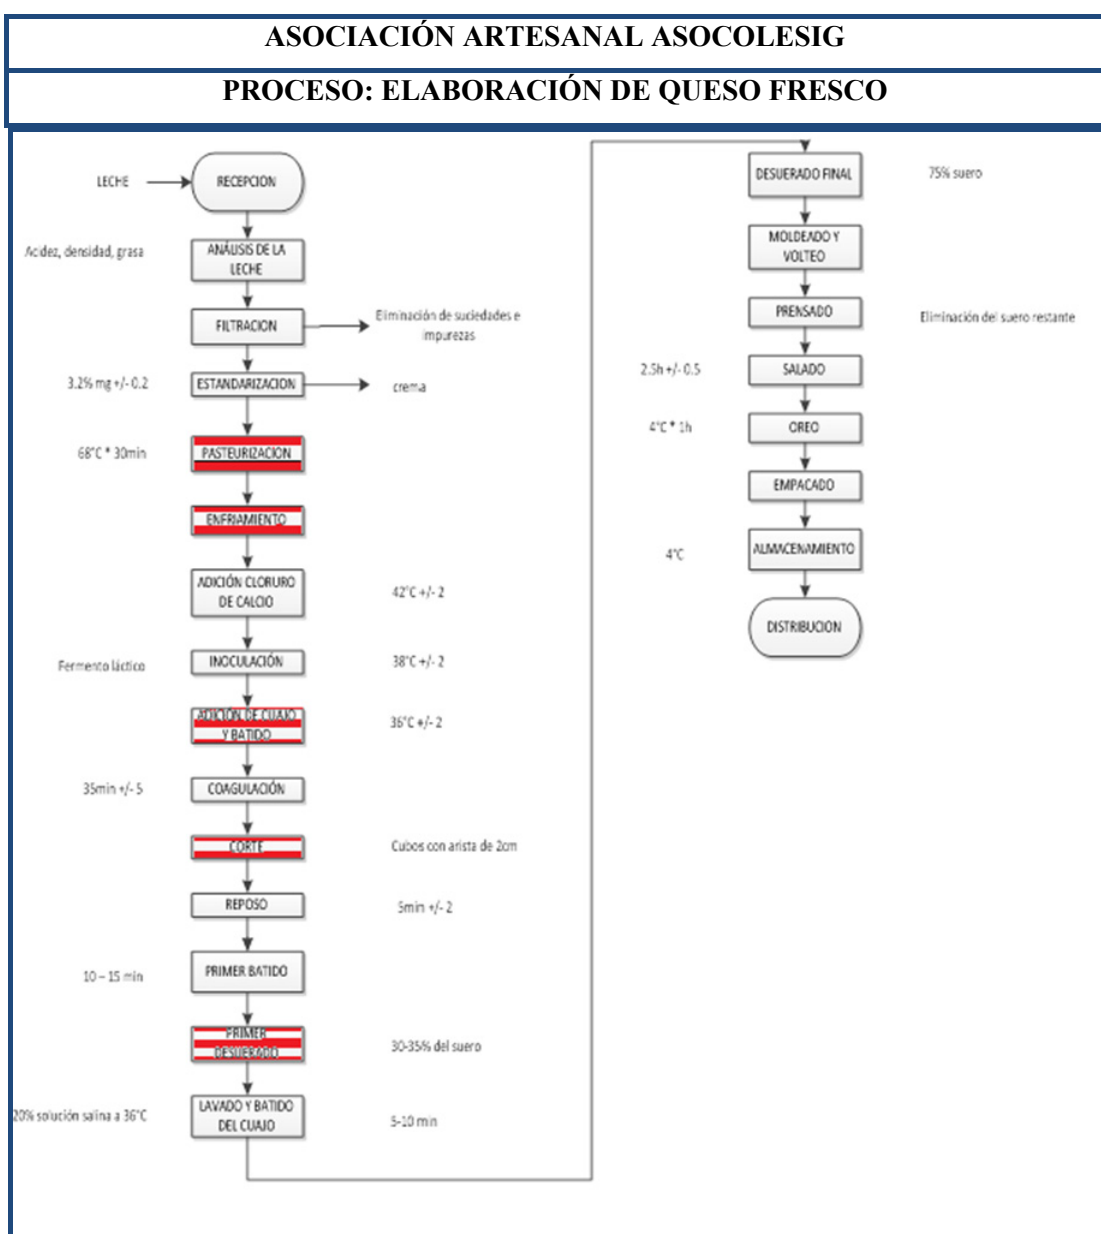 ASOCIACIÓN ARTESANAL ASOCOLESIG
PROCESO: ELABORACIÓN DE QUESO FRESCO
LECHE
RECEPCION
Acidez, densidad, grasa
ANÁLISIS DE LA
LECHE
FILTRACION
Eliminación de suciedades e
impurezas
3.2% mg +/- 0.2
ESTANDARIZACION
crema
68°C * 30min
PASTEURIZACION
ENFRIAMIENTO
ADICIÓN CLORURO
DE CALCIO
42°C +/- 2
Fermento láctico
INOCULACIÓN
38°C +/- 2
ADICIÓN DE CUAJO
Y BATIDO
36°C +/- 2
35min +/- 5
COAGULACIÓN
CORTE
Cubos con arista de 2cm
REPOSO
5min +/- 2
10 – 15 min
PRIMER BATIDO
PRIMER
DESUERADO
30-35% del suero
20% solución salina a 36°C
LAVADO Y BATIDO
DEL CUAJO
5-10 min
DESUERADO FINAL
75% suero
MOLDEADO Y
VOLTEO
PRENSADO
Eliminación del suero restante
2.5h +/- 0.5
SALADO
4°C * 1h
OREO
EMPACADO
4°C
ALMACENAMIENTO
DISTRIBUCION